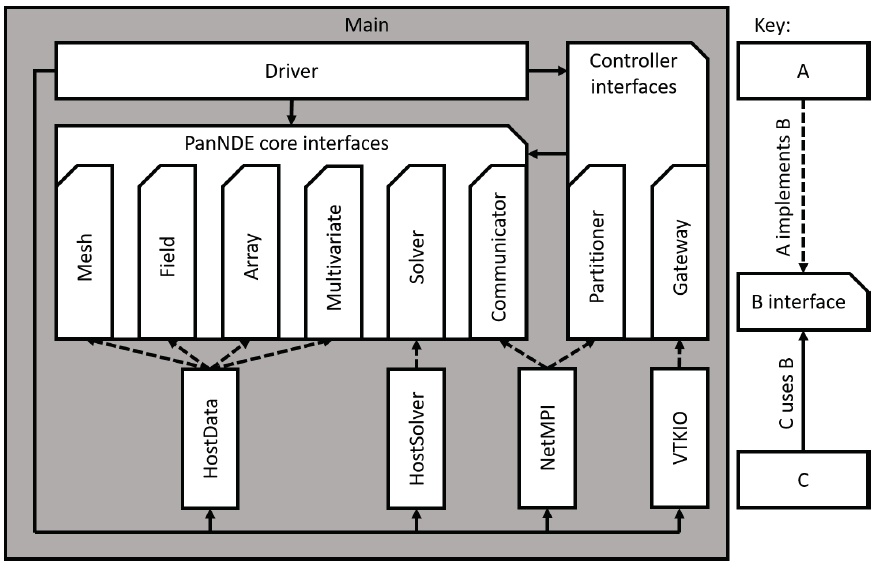 Main
Driver
Controller
interfaces
PanNDE core interfaces
Mesh
Field
Array
Multivariate
Solver
Communicator
Partitioner
Gateway
HostData
HostSolver
NetMPI
VTKIO
Key:
A
A implements B
B interface
C uses B
C